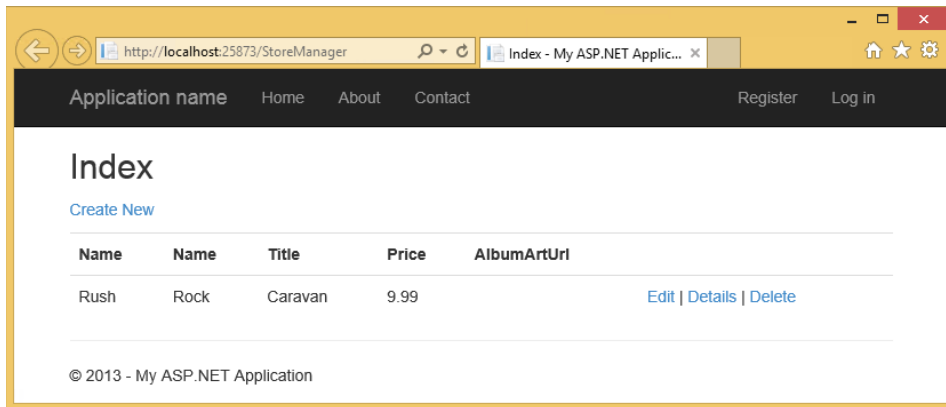 http://localhost:25873/StoreManager
Index - My ASP.NET Applic...
Application name Home About Contact Register Log in
Index
Create New
Name Name Title Price AlbumArtUrl
Rush Rock Caravan 9.99 Edit | Details | Delete
© 2013 - My ASP.NET Application